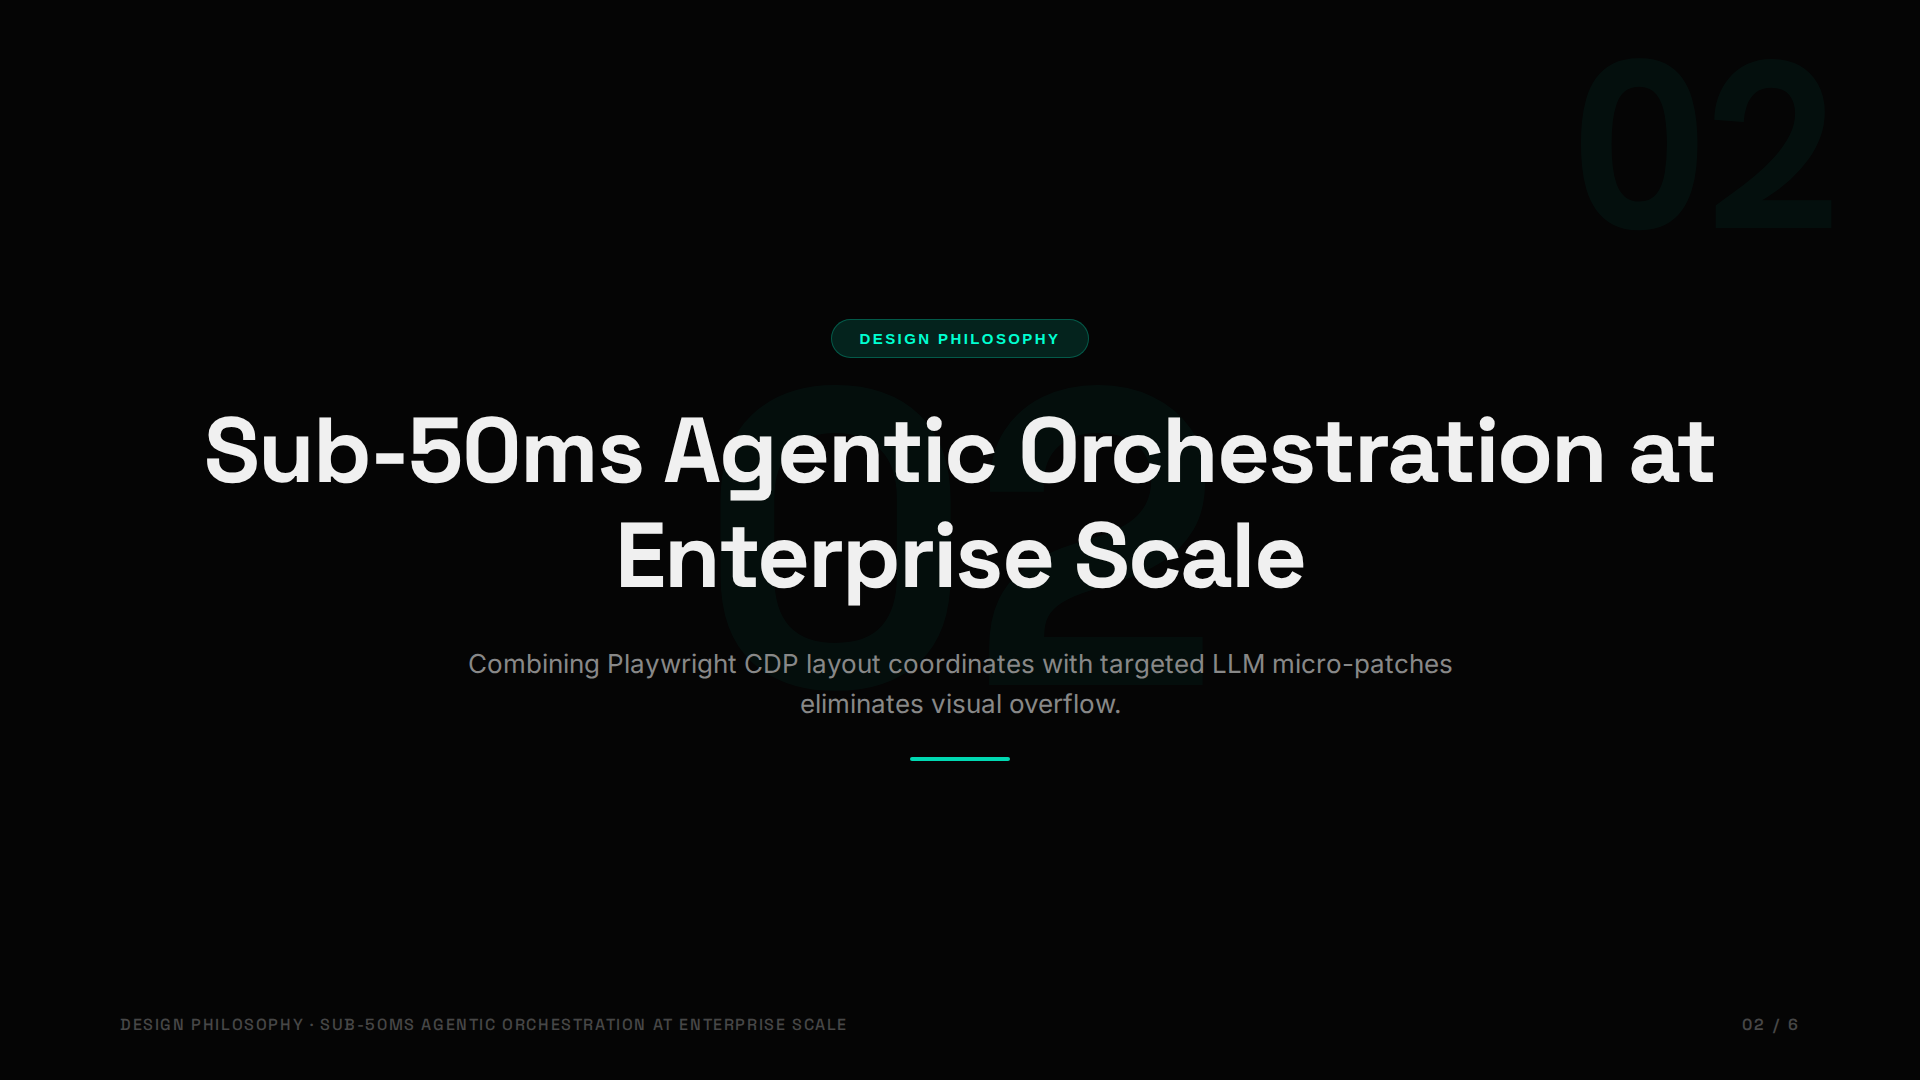 02
DESIGN PHILOSOPHY
02
Sub-50ms Agentic Orchestration at
Enterprise Scale
Combining Playwright CDP layout coordinates with targeted LLM micro-patches
eliminates visual overflow.
DESIGN PHILOSOPHY · SUB-50MS AGENTIC ORCHESTRATION AT ENTERPRISE SCALE
02 / 6